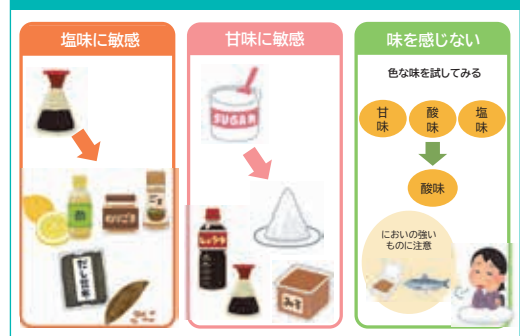 塩味に敏感
酢
ねりごま
ごま
だし昆布
甘味に敏感
SUGAR
しょうゆ
みそ
味を感じない
色な味を試してみる
甘味
酸味
塩味
酸味
においの強い
ものに注意